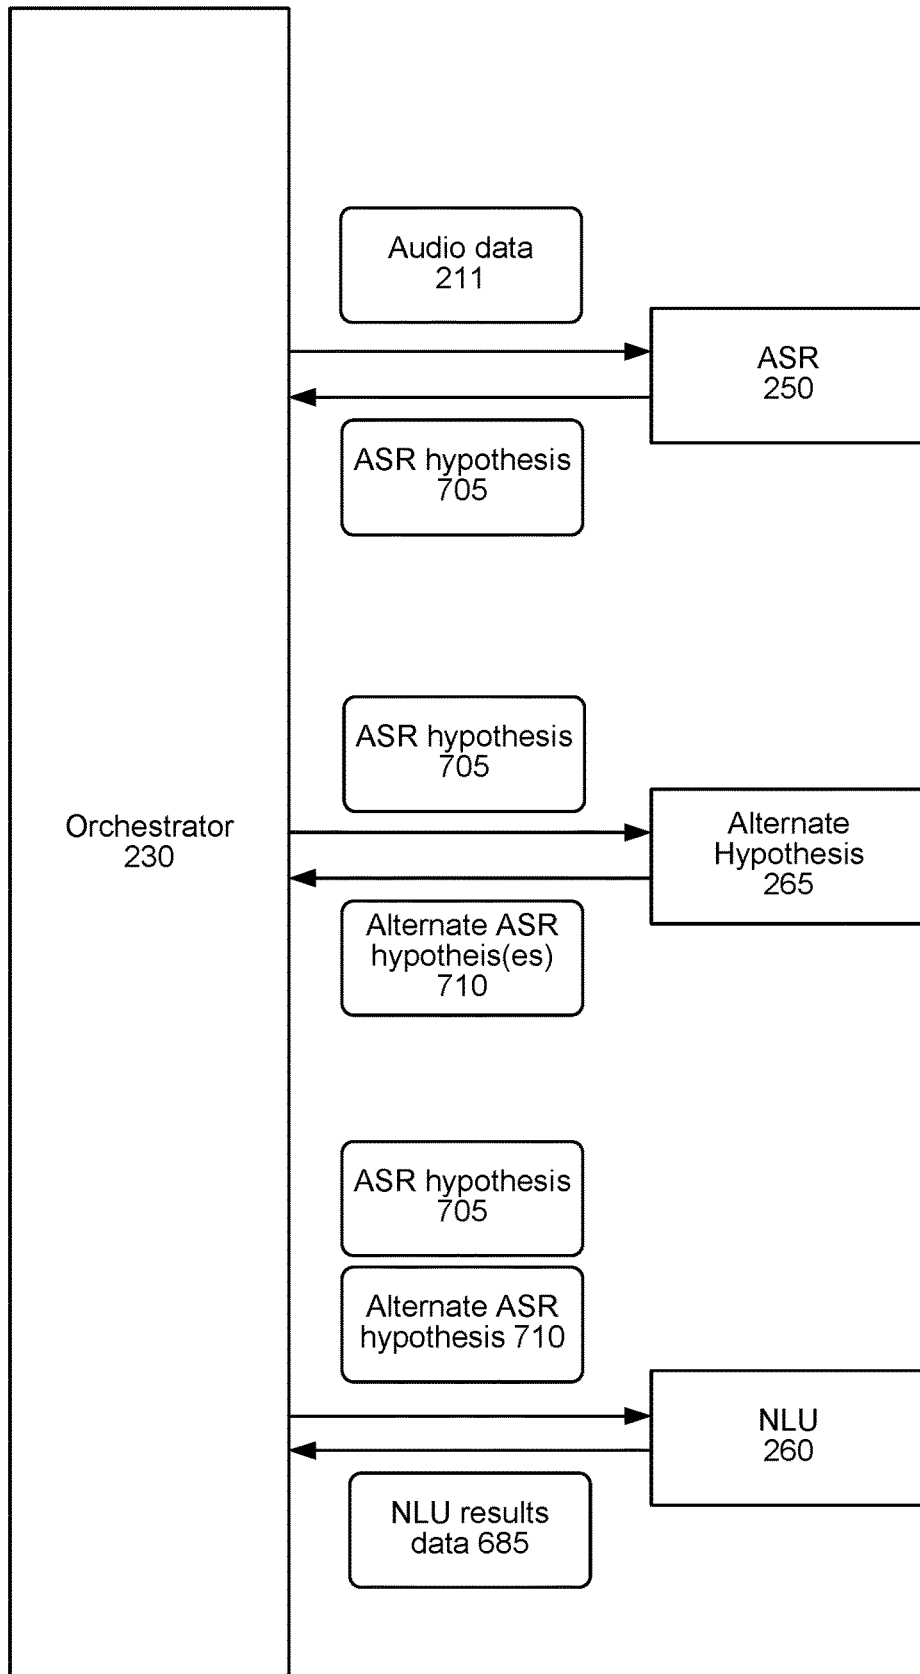 Audio data
211
ASR
250
ASR hypothesis
705
ASR hypothesis
705
Orchestrator
230
Alternate
Hypothesis
265
Alternate ASR
hypotheis(es)
710
ASR hypothesis
705
Alternate ASR
hypothesis 710
NLU
260
NLU results
data 685